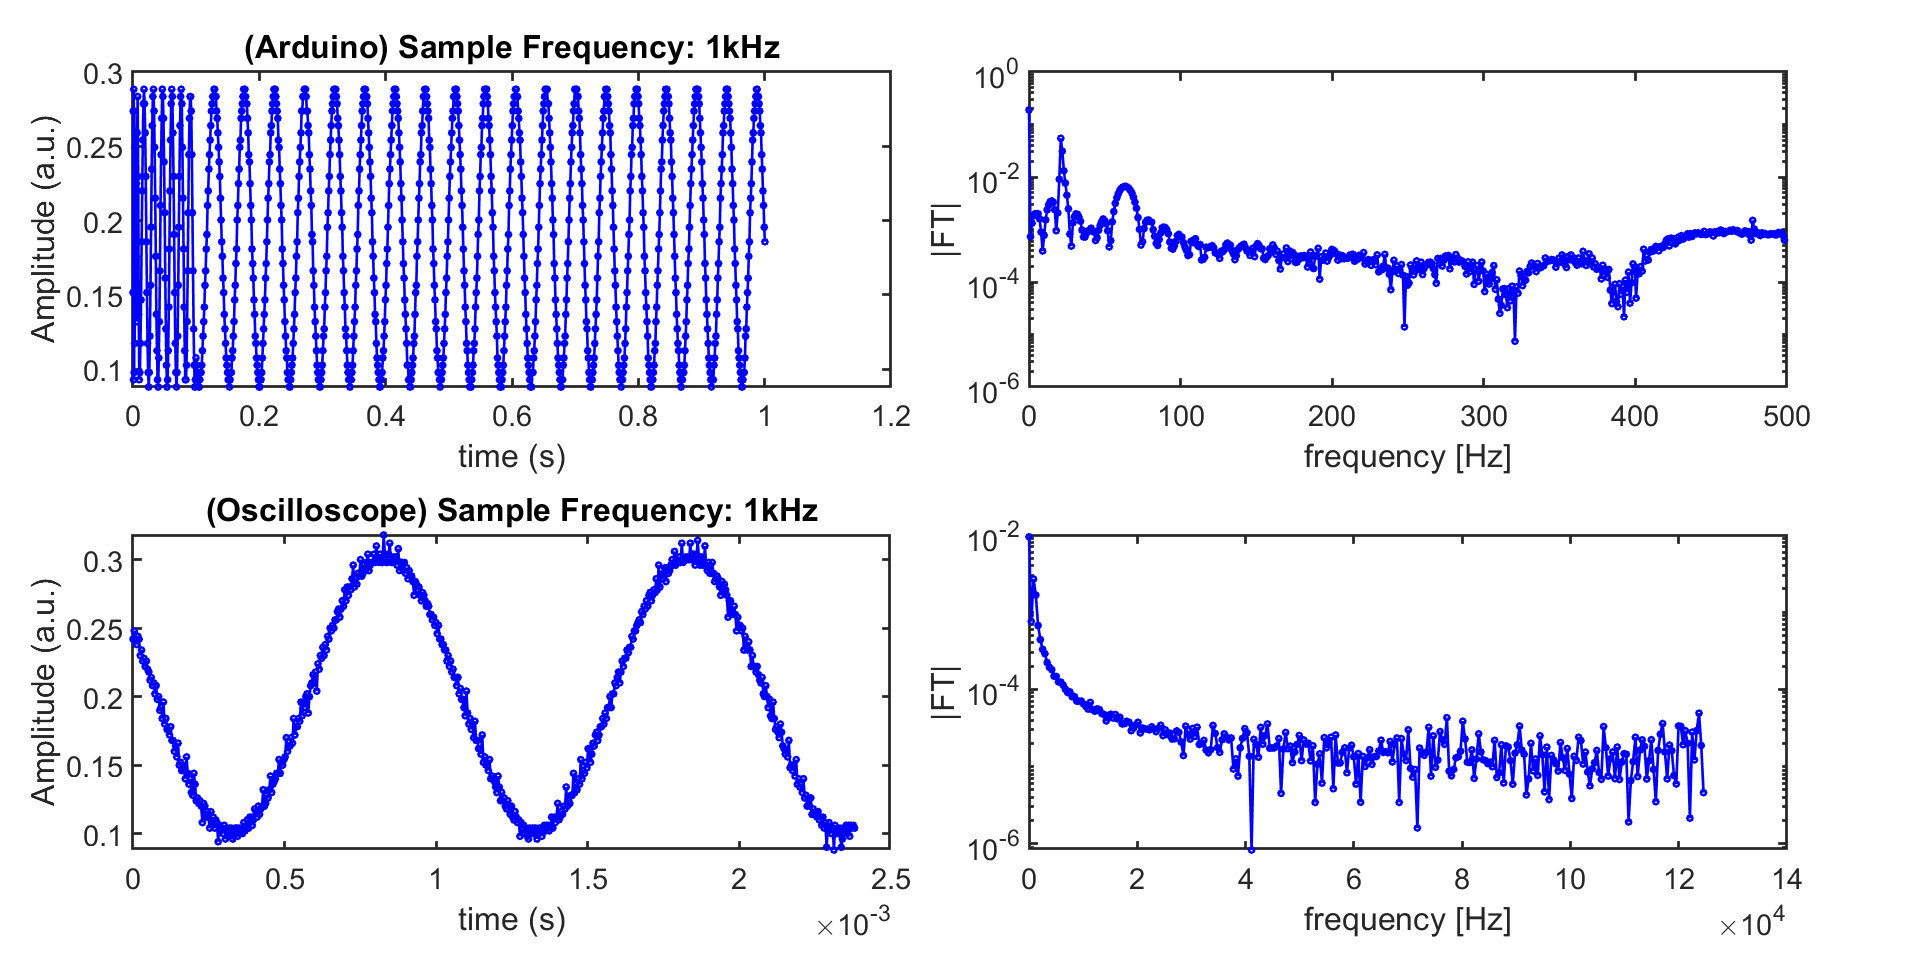 (Arduino) Sample Frequency: 1kHz
0.3
0.25
0.2
0.15
0.1
Amplitude (a.u.)
0 0.2 0.4 0.6 0.8 1 1.2
time (s)
10^0
10^-2
10^-4
10^-6
|FT|
0 100 200 300 400 500
frequency [Hz]
(Oscilloscope) Sample Frequency: 1kHz
0.3
0.25
0.2
0.15
0.1
Amplitude (a.u.)
0 0.5 1 1.5 2 2.5
time (s)
×10^-3
10^-2
10^-4
10^-6
|FT|
0 2 4 6 8 10 12 14
frequency [Hz]
×10^4